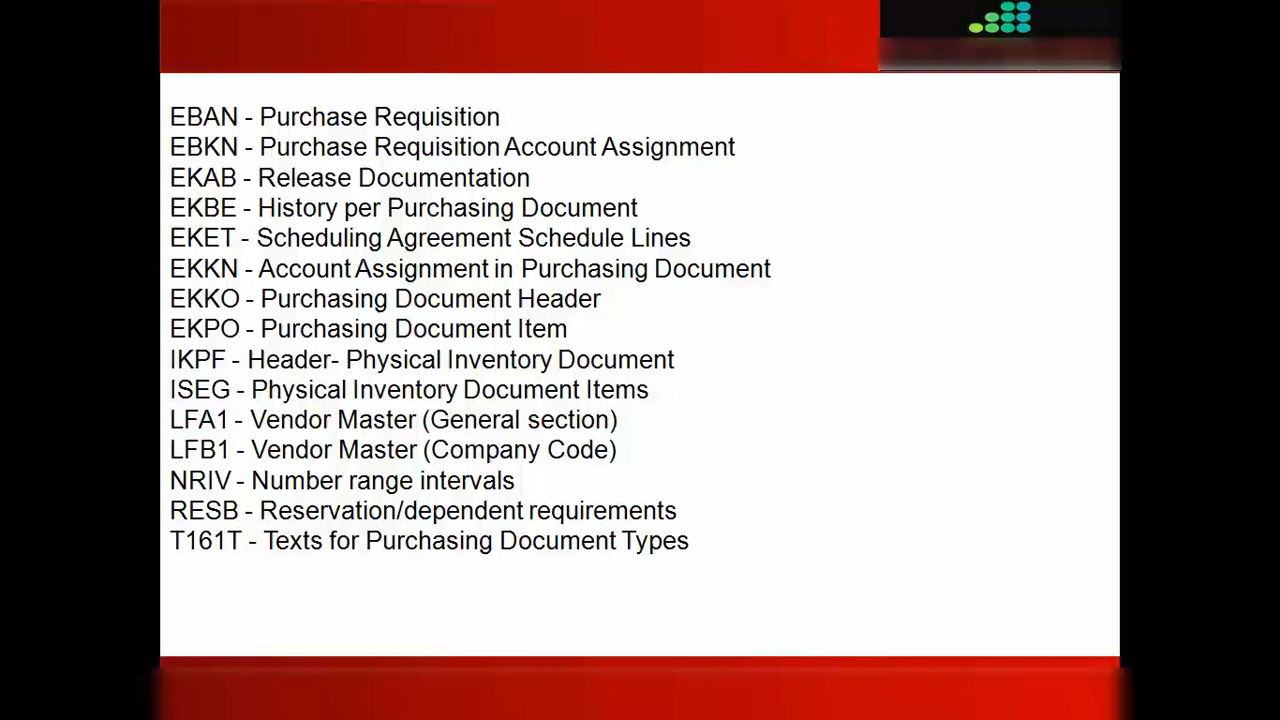 EBAN - Purchase Requisition
EBKN - Purchase Requisition Account Assignment
EKAB - Release Documentation
EKBE - History per Purchasing Document
EKET - Scheduling Agreement Schedule Lines
EKKN - Account Assignment in Purchasing Document
EKKO - Purchasing Document Header
EKPO - Purchasing Document Item
IKPF - Header- Physical Inventory Document
ISEG - Physical Inventory Document Items
LFA1 - Vendor Master (General section)
LFB1 - Vendor Master (Company Code)
NRIV - Number range intervals
RESB - Reservation/dependent requirements
T161T - Texts for Purchasing Document Types